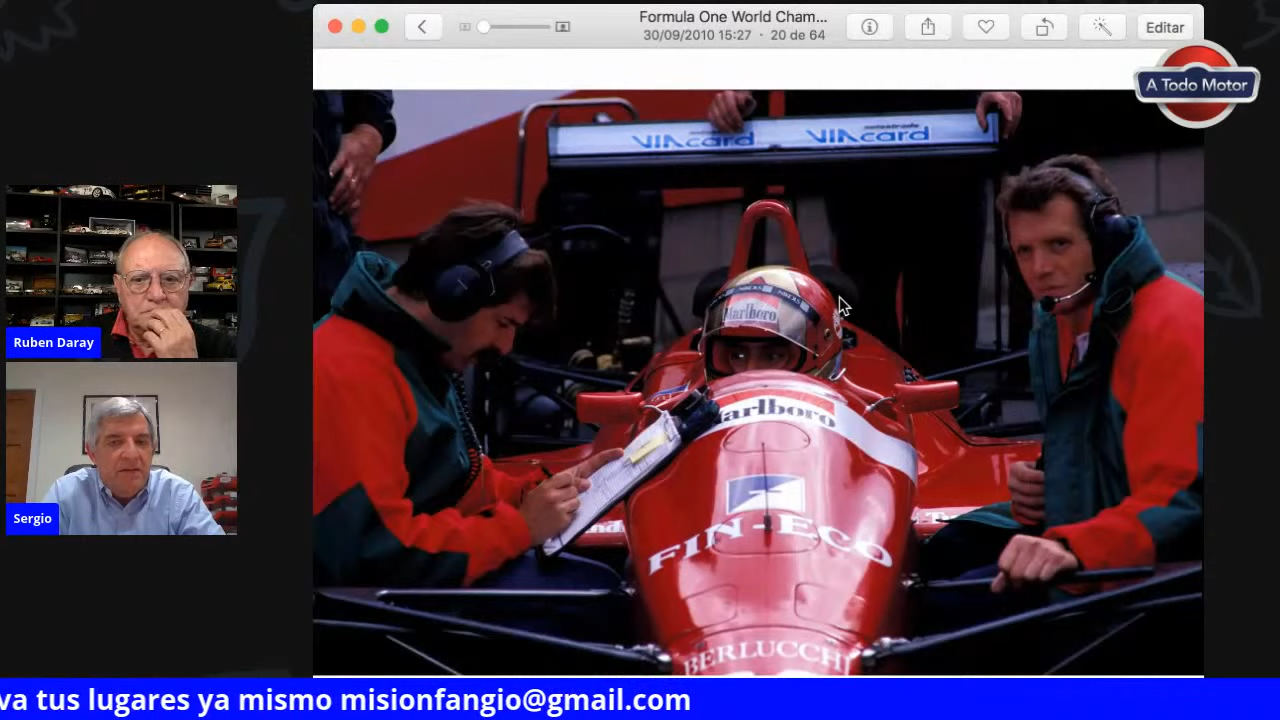 Formula One World Cham...
30/09/2010 15:27 · 20 de 64
Editar
A Todo Motor
VIAcard
VIAcard
Marlboro
Marlboro
FIN-ECO
BERLUCCHI
Ruben Daray
Sergio
va tus lugares ya mismo misionfangio@gmail.com